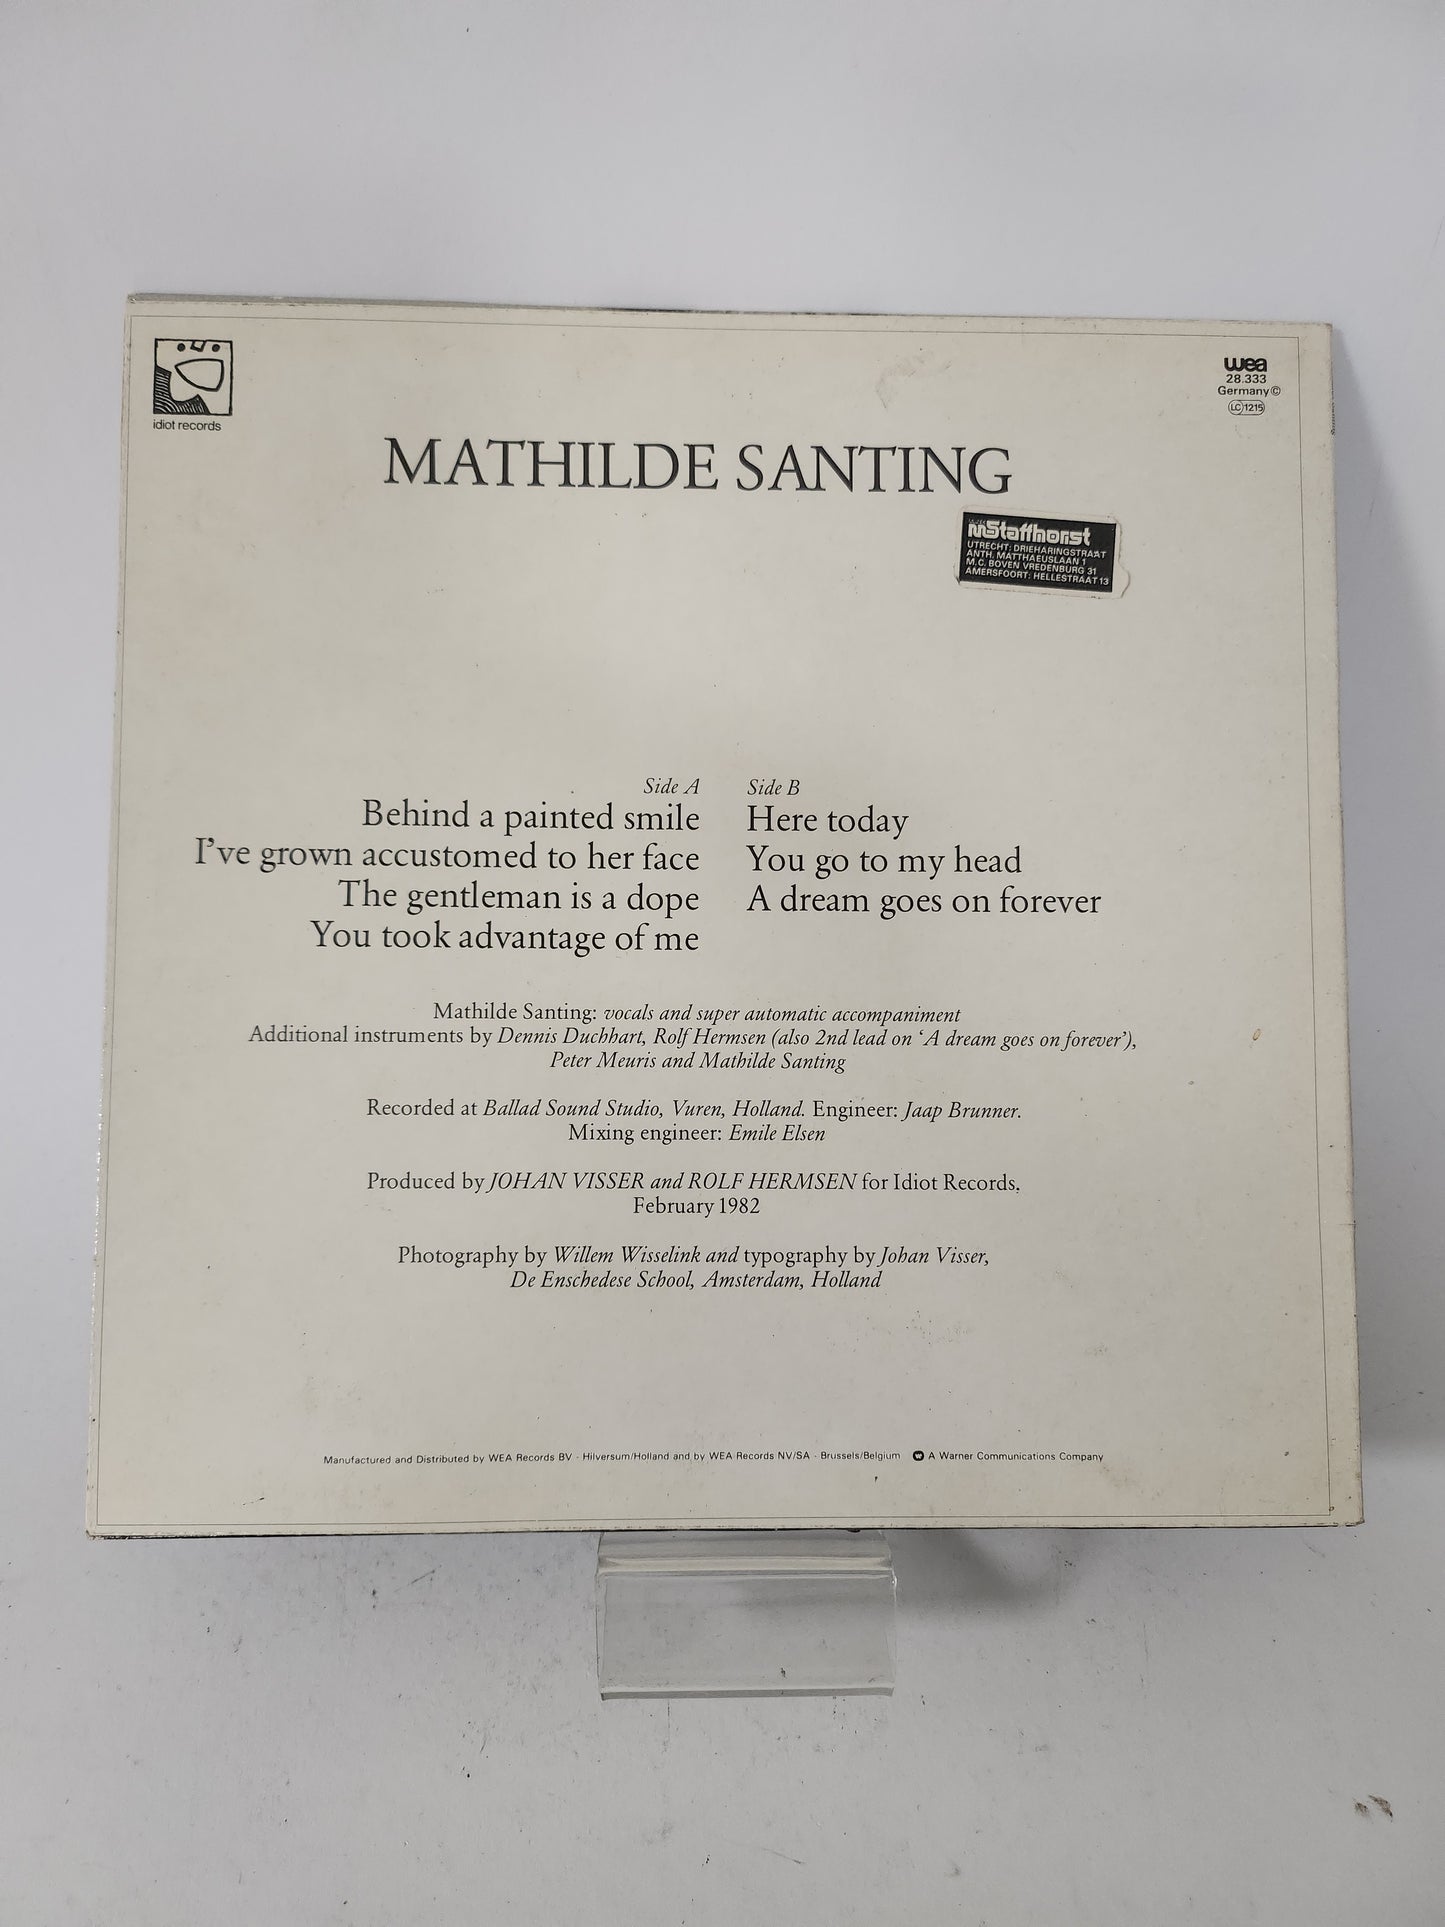 idiot records
wea
28.333
Germany ©
LC 1215
MATHILDE SANTING
Staffhorst
UTRECHT: DRIEHARINGSTRAAT
ANTH. MATTHAEUSLAAN 1
M.C. BOVEN VREDENBURG 31
AMERSFOORT: HELLESTRAAT 13
Side A
Behind a painted smile
I've grown accustomed to her face
The gentleman is a dope
You took advantage of me
Side B
Here today
You go to my head
A dream goes on forever
Mathilde Santing: vocals and super automatic accompaniment
Additional instruments by Dennis Duchhart, Rolf Hermsen (also 2nd lead on ‘A dream goes on forever’),
Peter Meuris and Mathilde Santing
Recorded at Ballad Sound Studio, Vuren, Holland. Engineer: Jaap Brunner.
Mixing engineer: Emile Elsen
Produced by JOHAN VISSER and ROLF HERMSEN for Idiot Records,
February 1982
Photography by Willem Wisselink and typography by Johan Visser,
De Enschedese School, Amsterdam, Holland
Manufactured and Distributed by WEA Records BV - Hilversum/Holland and by WEA Records NV/SA - Brussels/Belgium A Warner Communications Company